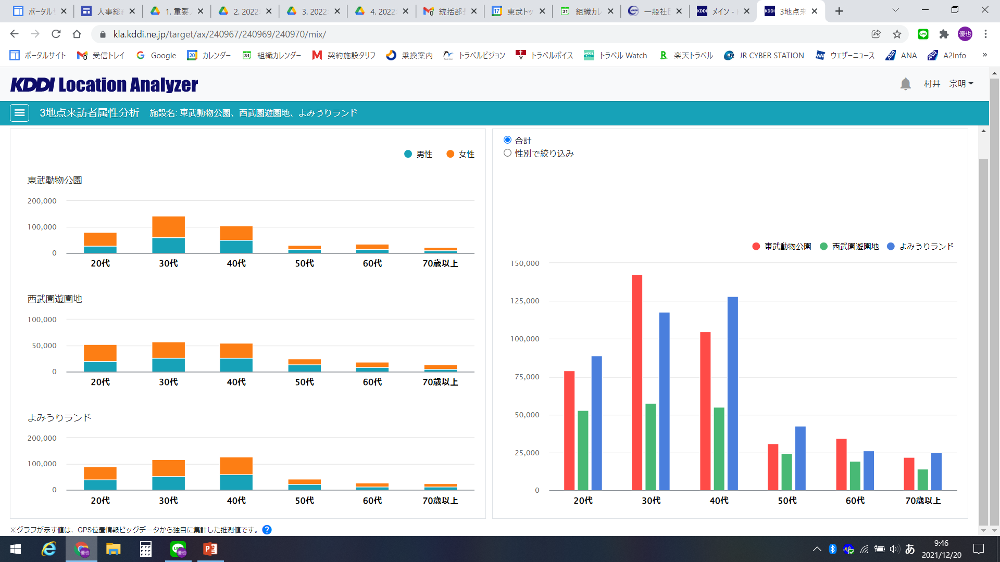 ポータルサ
人事総
1. 重要
2. 2022
3. 2022
4. 2022
統括部
東武トッ
組織カレ
一般社
メイン -
3地点来
kla.kddi.ne.jp/target/ax/240967/240969/240970/mix/
優也
ポータルサイト
受信トレイ
Google
カレンダー
組織カレンダー
契約施設タリフ
乗換案内
トラベルビジョン
トラベルボイス
トラベル Watch
楽天トラベル
JR CYBER STATION
ウェザーニュース
ANA
A2Info
»
KDDI Location Analyzer
村井 宗明
3地点来訪者属性分析 施設名: 東武動物公園、西武園遊園地、よみうりランド
男性 女性
東武動物公園
200,000
100,000
0
20代 30代 40代 50代 60代 70歳以上
西武園遊園地
100,000
50,000
0
20代 30代 40代 50代 60代 70歳以上
よみうりランド
200,000
100,000
0
20代 30代 40代 50代 60代 70歳以上
合計
性別で絞り込み
東武動物公園 西武園遊園地 よみうりランド
150,000
125,000
100,000
75,000
50,000
25,000
0
20代 30代 40代 50代 60代 70歳以上
※グラフが示す値は、GPS位置情報ビッグデータから独自に集計した推測値です。 ?
あ
9:46
2021/12/20